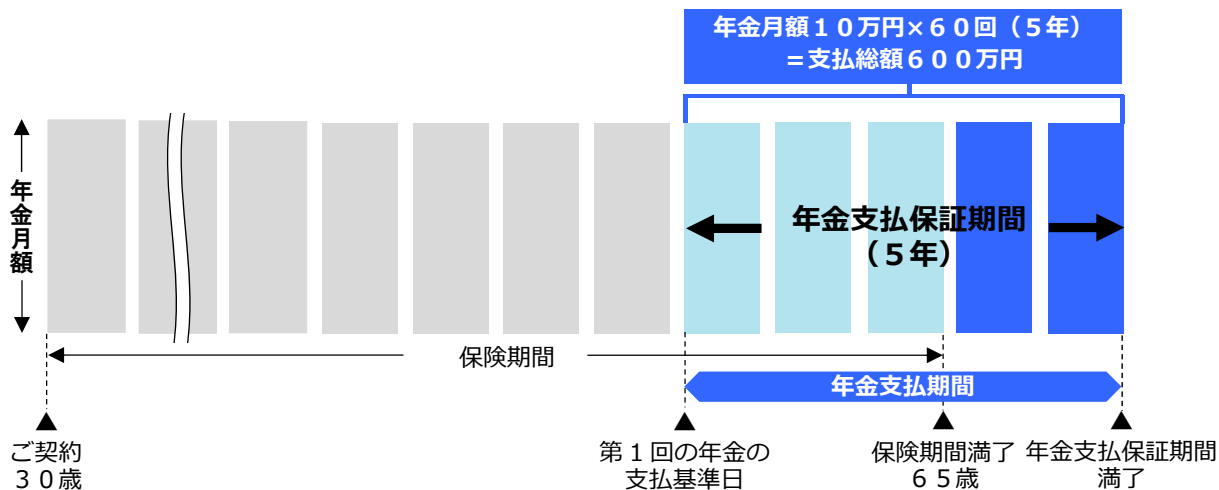 年金月額１０万円×６０回（５年）
＝支払総額６００万円
年金月額
年金支払保証期間
（５年）
保険期間
年金支払期間
ご契約
３０歳
第１回の年金の
支払基準日
保険期間満了
６５歳
年金支払保証期間
満了